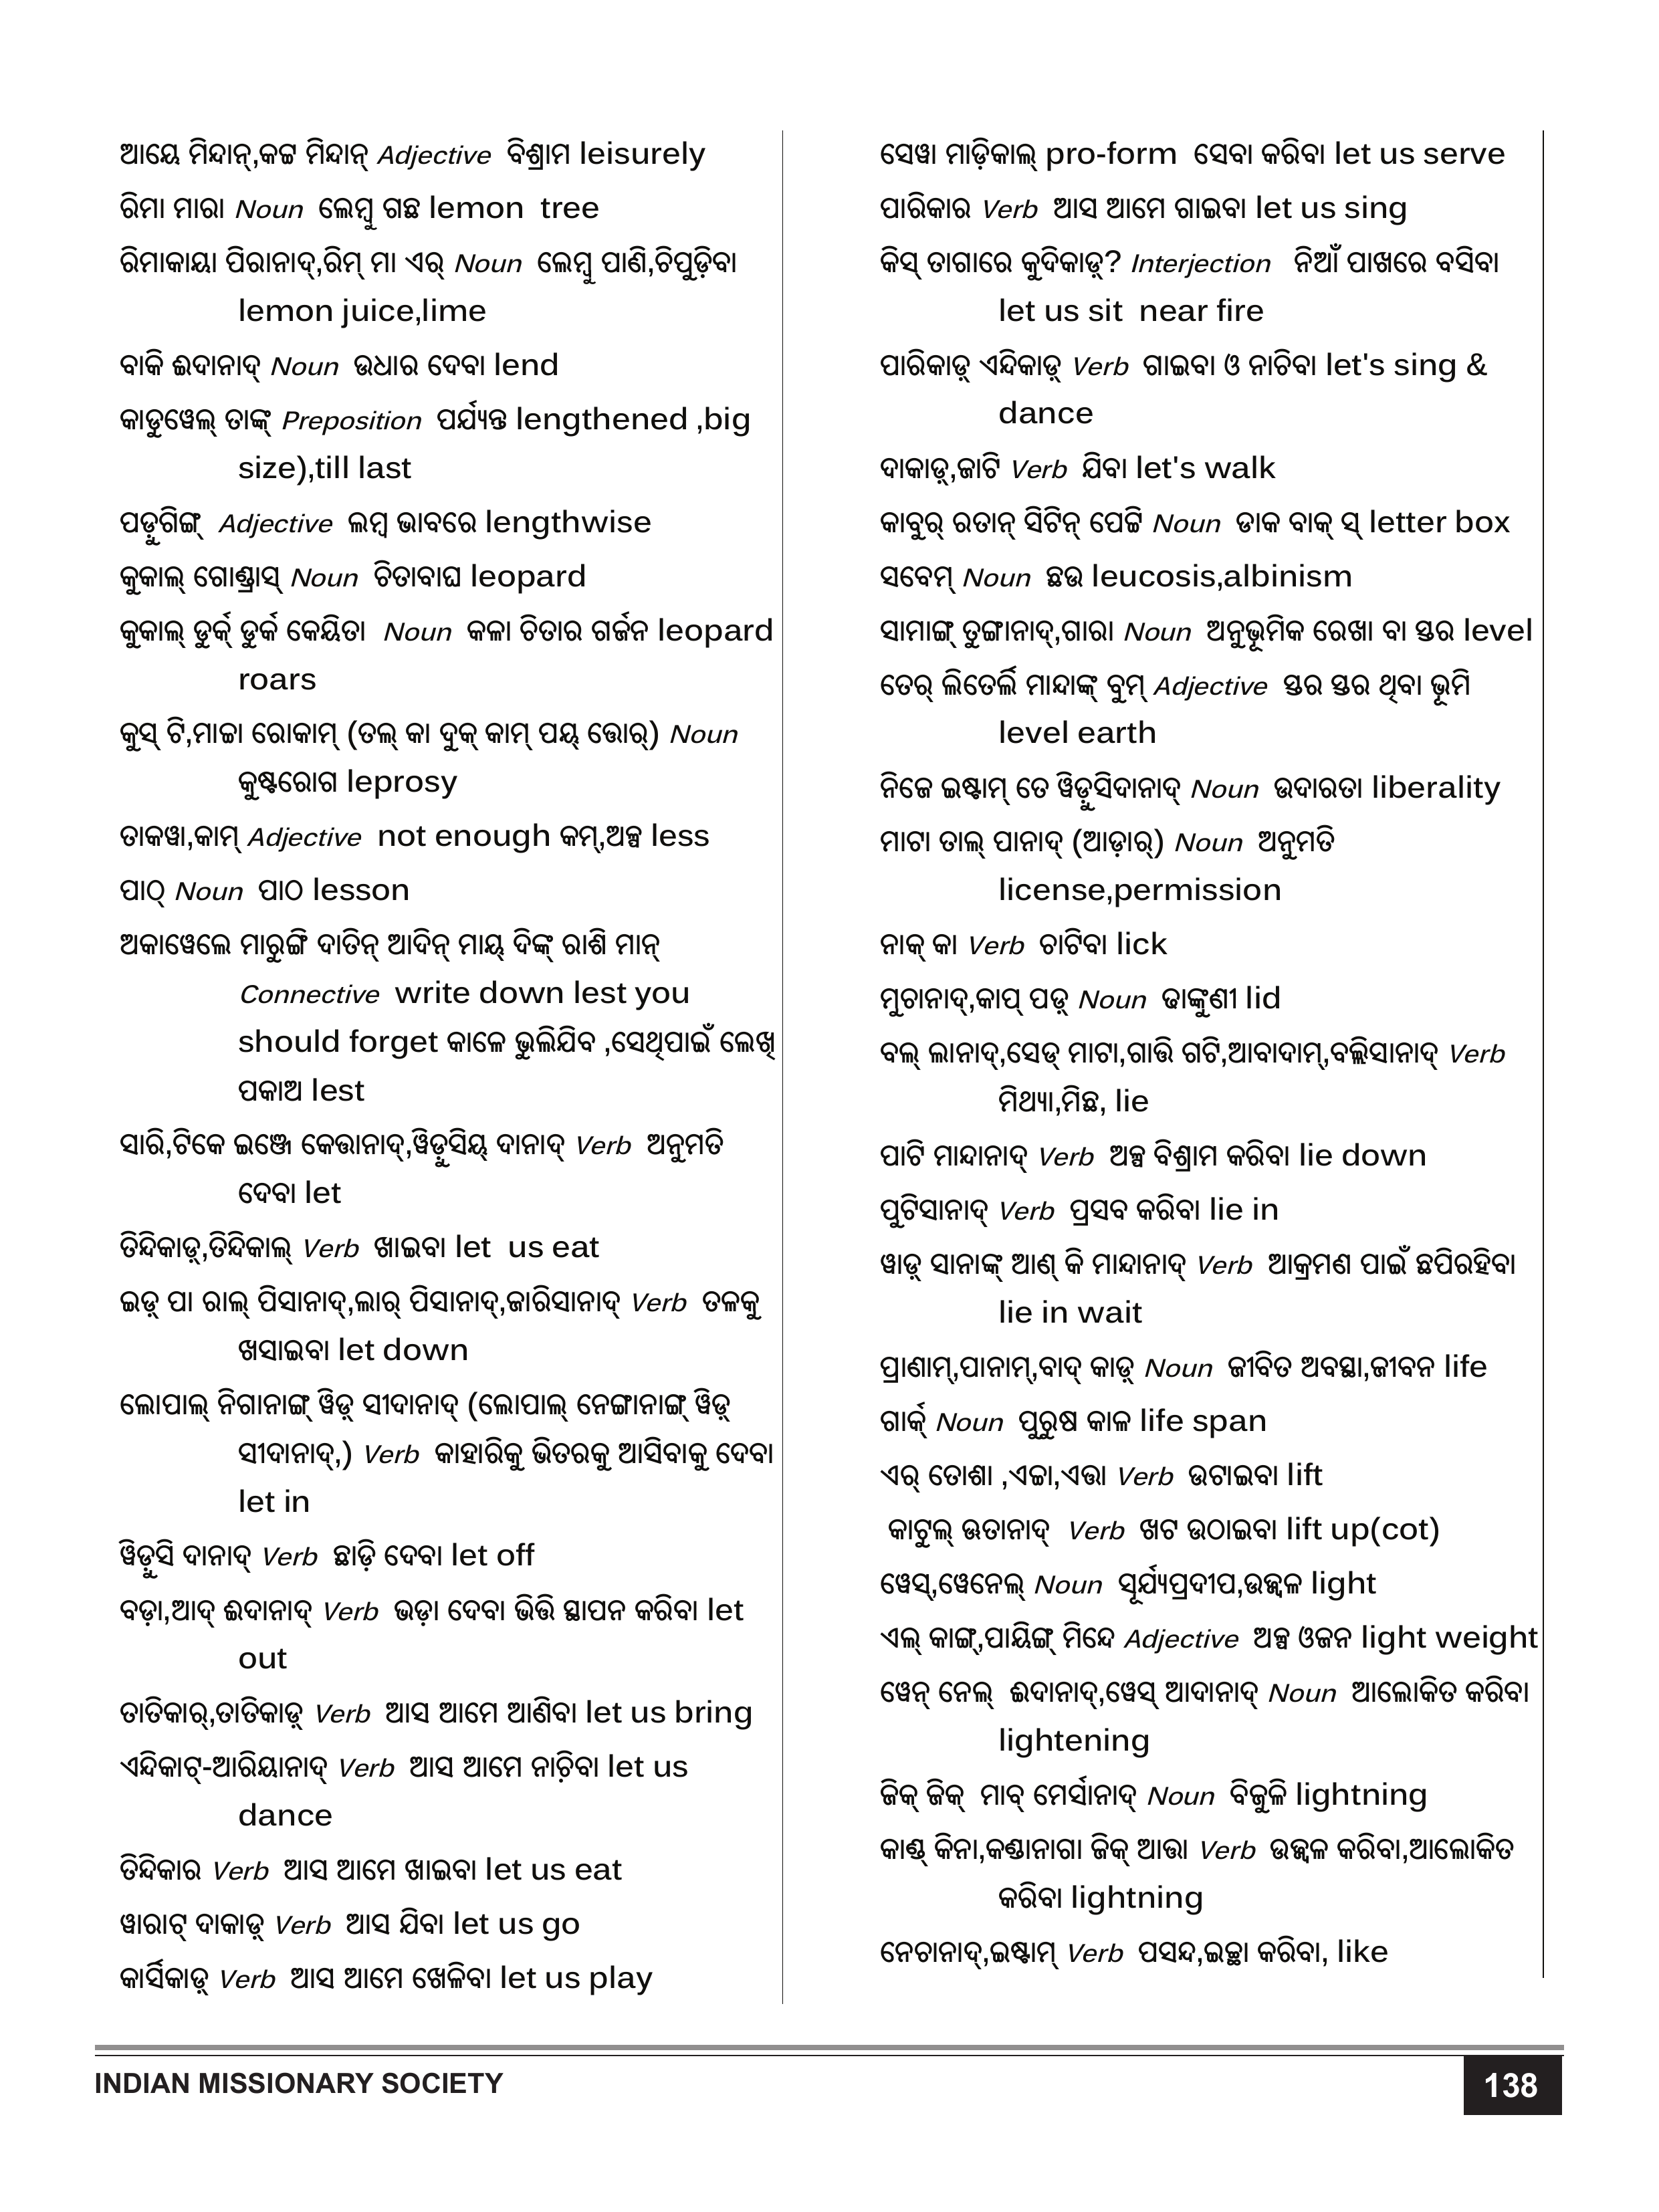 ଆୟେ ମିନ୍ଦାନ୍,କଟ୍ଟ ମିନ୍ଦାନ୍ Adjective ବିଶ୍ରାମ leisurely
ରିମା ମାରା Noun ଲେମ୍ବୁ ଗଛ lemon tree
ରିମାକାୟା ପିରାନାଦ୍,ରିମ୍ ମା ଏର୍ Noun ଲେମ୍ବୁ ପାଣି,ଚିପୁଡ଼ିବା
lemon juice,lime
ବାକି ଈଦାନାଦ୍ Noun ଉଧାର ଦେବା lend
କାଡୁୱେଲ୍ ତାଙ୍କ୍ Preposition ପର୍ଯ୍ୟନ୍ତ lengthened ,big
size),till last
ପଡ଼ୁଗିଙ୍ଗ୍ Adjective ଲମ୍ବ ଭାବରେ lengthwise
କୁକାଲ୍ ଗୋଣ୍ଡ୍ରାସ୍ Noun ଚିତାବାଘ leopard
କୁକାଲ୍ ଡୁର୍କ୍ ଡୁର୍କ କେୟିତା Noun କଳା ଚିତାର ଗର୍ଜନ leopard
roars
କୁସ୍ ଟି,ମାଚ୍ଚା ରୋକାମ୍ (ତଲ୍ କା ଦୁକ୍ କାମ୍ ପୟ୍ ତ୍ତୋର୍) Noun
କୁଷ୍ଟରୋଗ leprosy
ତାକୱା,କାମ୍ Adjective not enough କମ୍,ଅଳ୍ପ less
ପାଠ୍ Noun ପାଠ lesson
ଅକାୱେଲେ ମାରୁଙ୍ଗି ଦାତିନ୍ ଆଦିନ୍ ମାୟ୍ ଦିଙ୍କ୍ ରାଶି ମାନ୍
Connective write down lest you
should forget କାଳେ ଭୁଲିଯିବ ,ସେଥିପାଇଁ ଲେଖି
ପକାଅ lest
ସାରି,ଟିକେ ଇଞ୍ଜେ କେତ୍ତାନାଦ୍,ୱିଡ଼ୁସିୟ୍ ଦାନାଦ୍ Verb ଅନୁମତି
ଦେବା let
ତିନ୍ଦିକାଡ଼୍,ତିନ୍ଦିକାଲ୍ Verb ଖାଇବା let us eat
ଇଡ଼୍ ପା ରାଲ୍ ପିସାନାଦ୍,ଲାର୍ ପିସାନାଦ୍,ଜାରିସାନାଦ୍ Verb ତଳକୁ
ଖସାଇବା let down
ଲୋପାଲ୍ ନିଗାନାଙ୍ଗ୍ ୱିଡ଼୍ ସୀଦାନାଦ୍ (ଲୋପାଲ୍ ନେଙ୍ଗାନାଙ୍ଗ୍ ୱିଡ଼୍
ସୀଦାନାଦ୍,) Verb କାହାରିକୁ ଭିତରକୁ ଆସିବାକୁ ଦେବା
let in
ୱିଡ଼ୁସି ଦାନାଦ୍ Verb ଛାଡ଼ି ଦେବା let off
ବଡ଼ା,ଆଦ୍ ଈଦାନାଦ୍ Verb ଭଡ଼ା ଦେବା ଭିତ୍ତି ସ୍ଥାପନ କରିବା let
out
ତାତିକାର୍,ତାତିକାଡ଼୍ Verb ଆସ ଆମେ ଆଣିବା let us bring
ଏନ୍ଦିକାଟ୍-ଆରିୟାନାଦ୍ Verb ଆସ ଆମେ ନାଚ଼ିବା let us
dance
ତିନ୍ଦିକାର Verb ଆସ ଆମେ ଖାଇବା let us eat
ୱାରାଟ୍ ଦାକାଡ଼୍ Verb ଆସ ଯିବା let us go
କାର୍ସିକାଡ଼୍ Verb ଆସ ଆମେ ଖେଳିବା let us play
ସେୱା ମାଡ଼ିକାଲ୍ pro-form ସେବା କରିବା let us serve
ପାରିକାର Verb ଆସ ଆମେ ଗାଇବା let us sing
କିସ୍ ତାଗାରେ କୁଦିକାଡ଼୍? Interjection ନିଆଁ ପାଖରେ ବସିବା
let us sit near fire
ପାରିକାଡ଼୍ ଏନ୍ଦିକାଡ଼୍ Verb ଗାଇବା ଓ ନାଚିବା let's sing &
dance
ଦାକାଡ଼୍,ଜାଟି Verb ଯିବା let's walk
କାବୁର୍ ରତାନ୍ ସିଟିନ୍ ପେଟ୍ଟି Noun ଡାକ ବାକ୍ ସ୍ letter box
ସବେମ୍ Noun ଛଉ leucosis,albinism
ସାମାଙ୍ଗ୍ ତୁଙ୍ଗାନାଦ୍,ଗାରା Noun ଅନୁଭୂମିକ ରେଖା ବା ସ୍ତର level
ତେର୍ ଲିତେର୍ଲି ମାନ୍ଦାଙ୍କ୍ ବୁମ୍ Adjective ସ୍ତର ସ୍ତର ଥିବା ଭୂମି
level earth
ନିଜେ ଇଷ୍ଟାମ୍ ତେ ୱିଡ଼ୁସିଦାନାଦ୍ Noun ଉଦାରତା liberality
ମାଟା ତାଲ୍ ପାନାଦ୍ (ଆଡ଼ାର୍) Noun ଅନୁମତି
license,permission
ନାକ୍ କା Verb ଚାଟିବା lick
ମୁଚାନାଦ୍,କାପ୍ ପଡ଼୍ Noun ଢାଙ୍କୁଣୀ lid
ବଲ୍ ଲାନାଦ୍,ସେଡ୍ ମାଟା,ଗାତ୍ତି ଗଟି,ଆବାଦାମ୍,ବଲ୍ଲିସାନାଦ୍ Verb
ମିଥ୍ୟା,ମିଛ, lie
ପାଟି ମାନ୍ଦାନାଦ୍ Verb ଅଳ୍ପ ବିଶ୍ରାମ କରିବା lie down
ପୁଟିସାନାଦ୍ Verb ପ୍ରସବ କରିବା lie in
ୱାଡ଼୍ ସାନାଙ୍କ୍ ଆଣ୍ କି ମାନ୍ଦାନାଦ୍ Verb ଆକ୍ରମଣ ପାଇଁ ଛପିରହିବା
lie in wait
ପ୍ରାଣାମ୍,ପାନାମ୍,ବାଦ୍ କାଡ଼୍ Noun ଜୀବିତ ଅବସ୍ଥା,ଜୀବନ life
ଗାର୍କ୍ Noun ପୁରୁଷ କାଳ life span
ଏର୍ ତୋଶା ,ଏଚ୍ଚା,ଏତ୍ତା Verb ଉଟାଇବା lift
କାଟୁଲ୍ ଊତାନାଦ୍ Verb ଖଟ ଉଠାଇବା lift up(cot)
ୱେସ୍,ୱେନେଲ୍ Noun ସୂର୍ଯ୍ୟପ୍ରଦୀପ,ଉଜ୍ଜ୍ୱଳ light
ଏଲ୍ କାଙ୍ଗ୍,ପାୟିଙ୍ଗ୍ ମିନ୍ଦେ Adjective ଅଳ୍ପ ଓଜନ light weight
ୱେନ୍ ନେଲ୍ ଈଦାନାଦ୍,ୱେସ୍ ଆଦାନାଦ୍ Noun ଆଲୋକିତ କରିବା
lightening
ଜିକ୍ ଜିକ୍ ମାବ୍ ମେର୍ସାନାଦ୍ Noun ବିଜୁଳି lightning
କାଣ୍ଡ୍ କିନା,କଣ୍ଡାନାଗା ଜିକ୍ ଆତ୍ତା Verb ଉଜ୍ଜ୍ୱଳ କରିବା,ଆଲୋକିତ
କରିବା lightning
ନେଚାନାଦ୍,ଇଷ୍ଟାମ୍ Verb ପସନ୍ଦ,ଇଚ୍ଛା କରିବା, like
INDIAN MISSIONARY SOCIETY
138